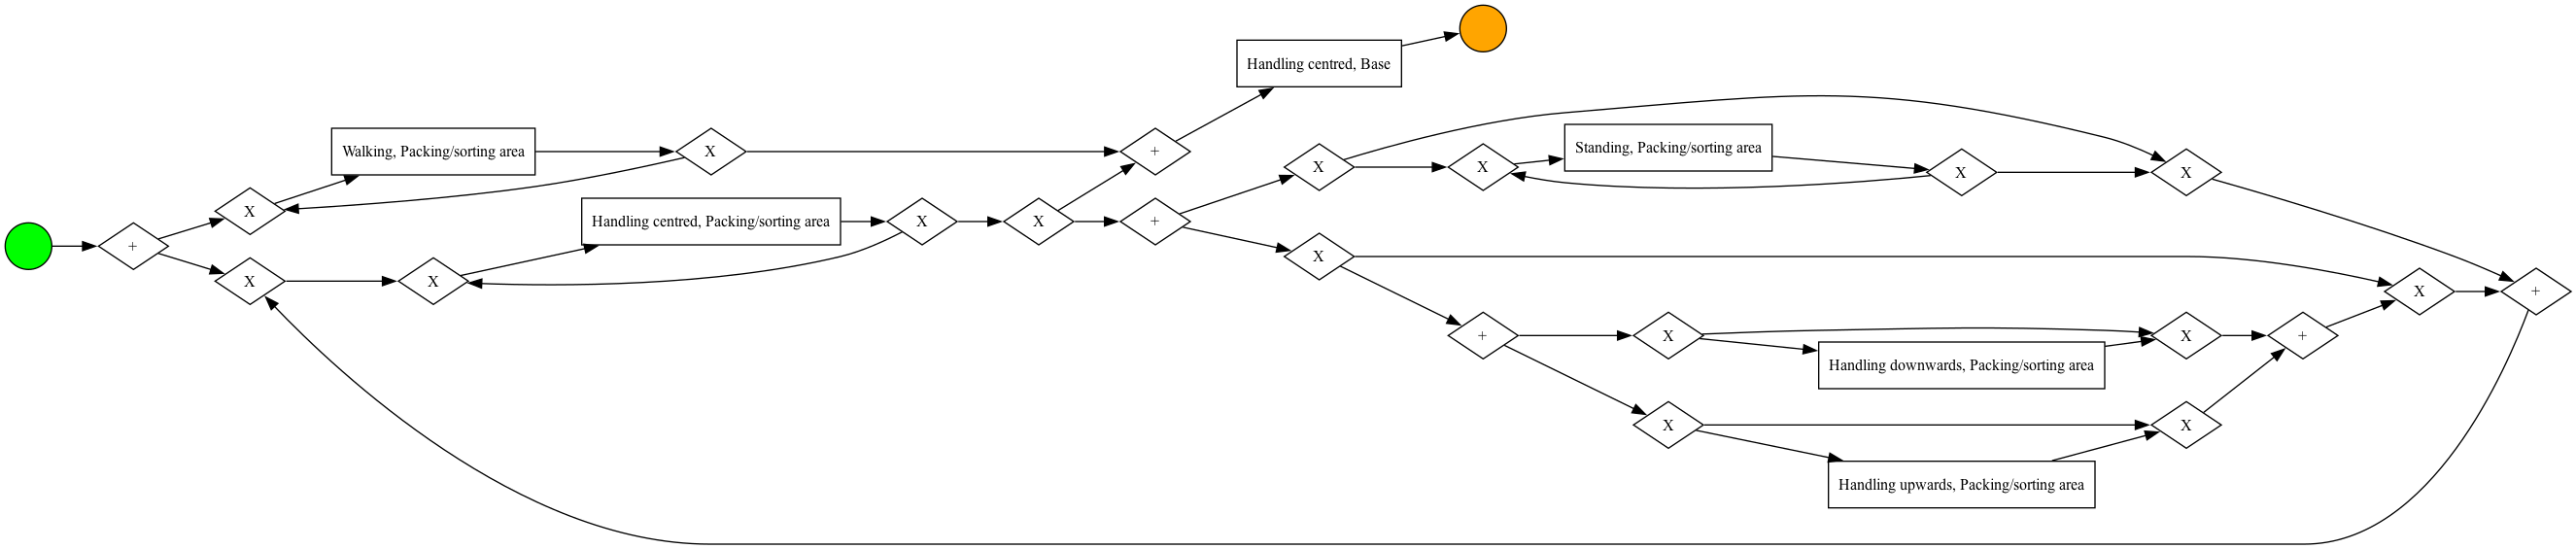 Handling centred, Base
Walking, Packing/sorting area
X
+
Standing, Packing/sorting area
X
X
X
X
X
Handling centred, Packing/sorting area
X
X
+
+
X
X
X
X
X
+
+
X
X
+
Handling downwards, Packing/sorting area
X
X
Handling upwards, Packing/sorting area